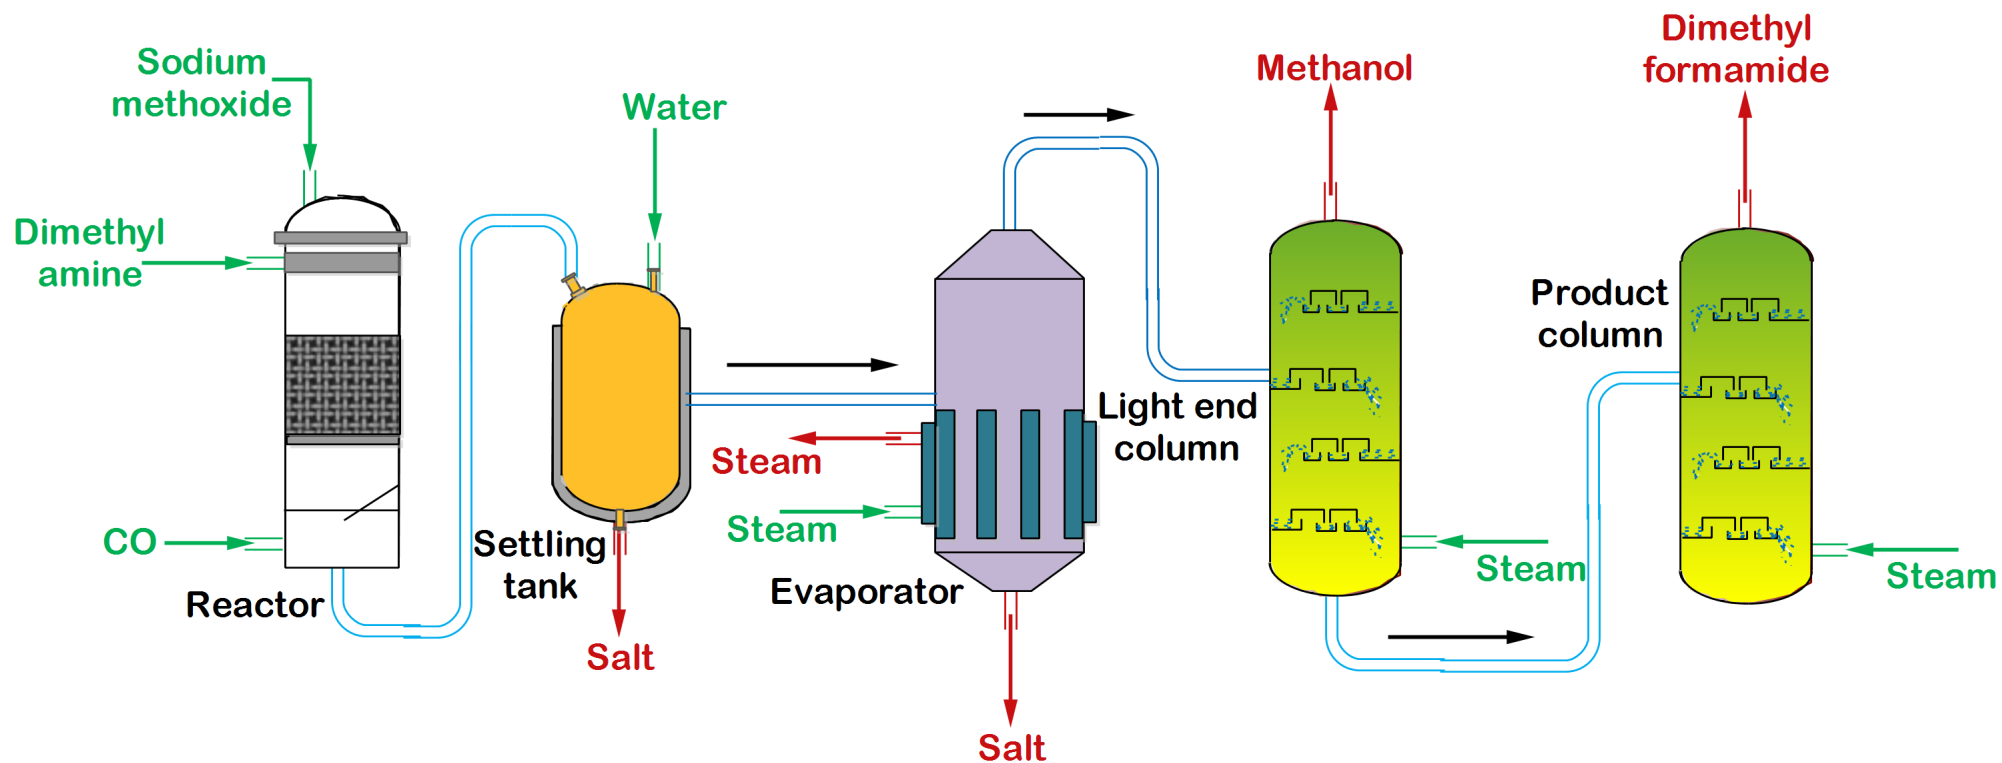 Sodium
methoxide
Dimethyl
amine
CO
Reactor
Water
Settling
tank
Salt
Steam
Steam
Evaporator
Salt
Light end
column
Methanol
Steam
Product
column
Dimethyl
formamide
Steam